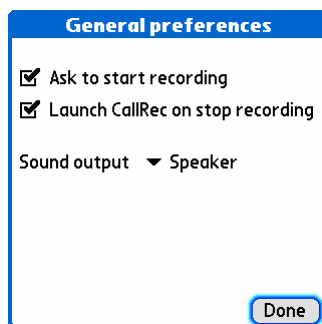 General preferences
Ask to start recording
Launch CallRec on stop recording
Sound output Speaker
Done